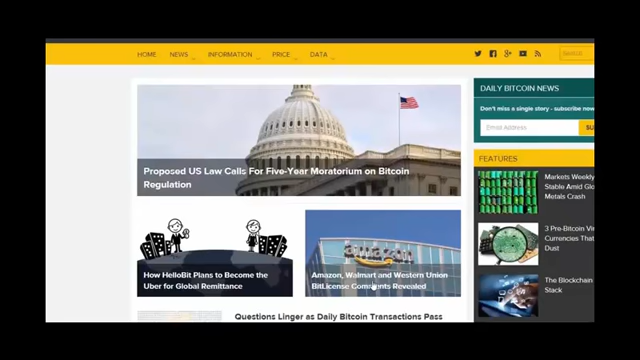 HOME NEWS INFORMATION PRICE DATA
DAILY BITCOIN NEWS
Don't miss a single story - subscribe now
Email Address
SU
Proposed US Law Calls For Five-Year Moratorium on Bitcoin
Regulation
FEATURES
Markets Weekly
Stable Amid Glo
Metals Crash
3 Pre-Bitcoin Vir
Currencies That
Dust
The Blockchain
Stack
How HelloBit Plans to Become the
Uber for Global Remittance
Amazon, Walmart and Western Union
BitLicense Comments Revealed
Questions Linger as Daily Bitcoin Transactions Pass